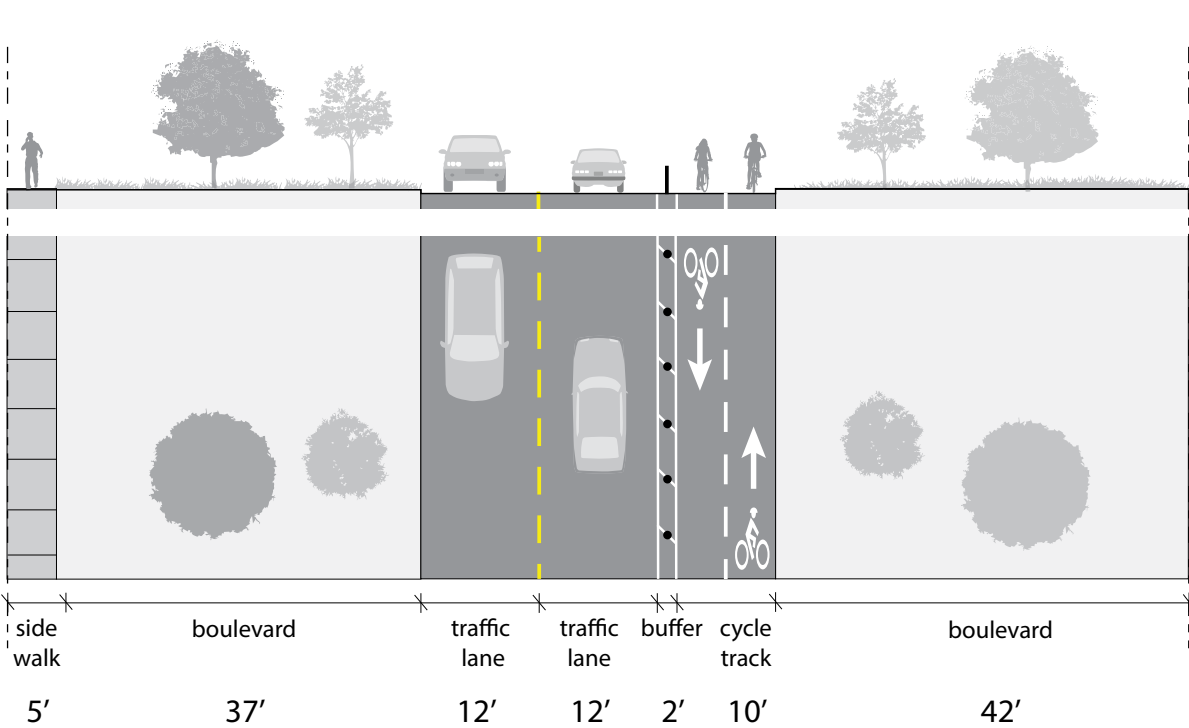 side
walk
boulevard
traffic
lane
traffic
lane
buffer
cycle
track
boulevard
5’
37’
12’
12’
2’
10’
42’